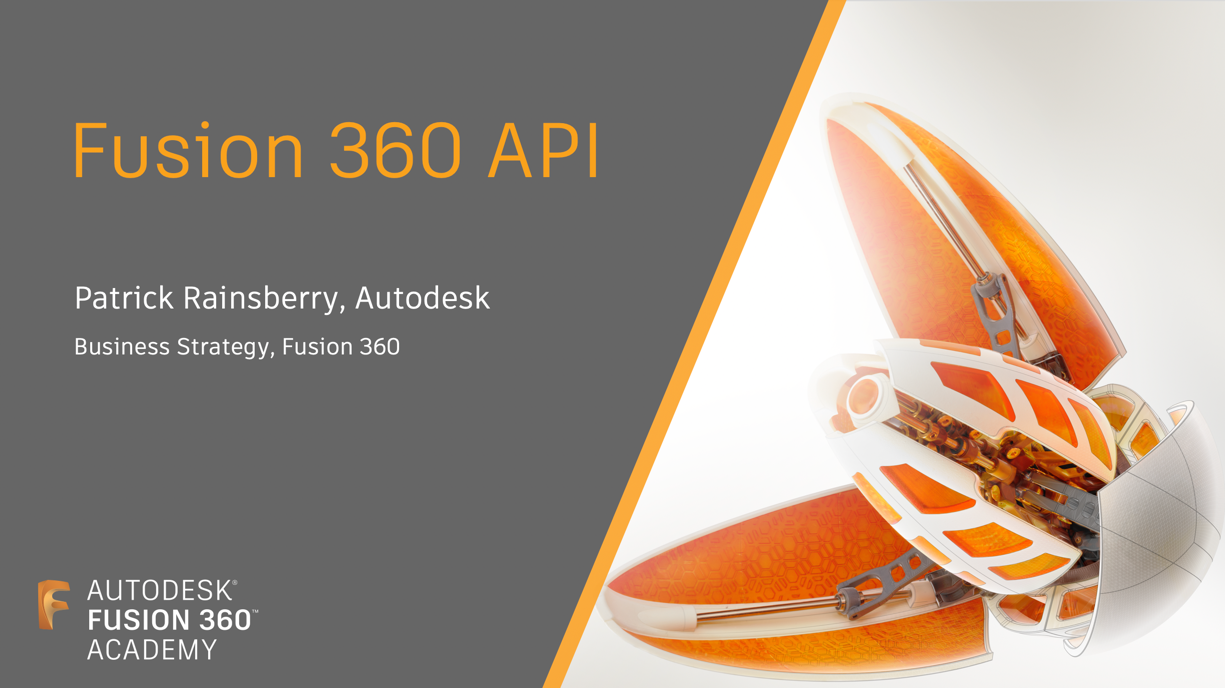 Fusion 360 API
Patrick Rainsberry, Autodesk
Business Strategy, Fusion 360
AUTODESK®
FUSION 360™
ACADEMY